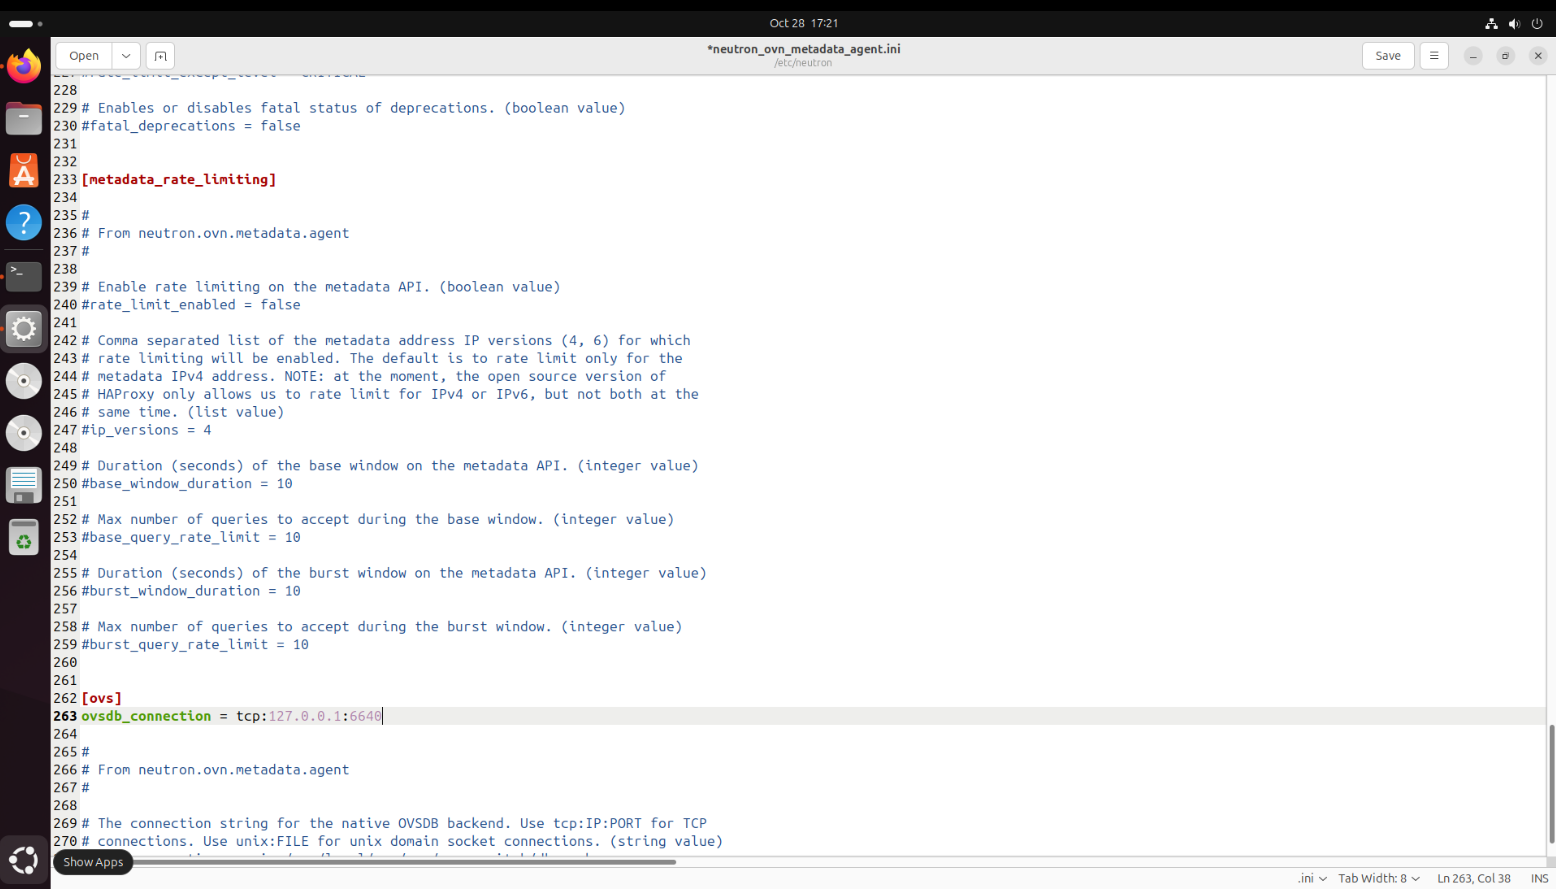 Oct 28 17:21
Open
*neutron_ovn_metadata_agent.ini
/etc/neutron
Save
228
229 # Enables or disables fatal status of deprecations. (boolean value)
230 #fatal_deprecations = false
231
232
233 [metadata_rate_limiting]
234
235 #
236 # From neutron.ovn.metadata.agent
237 #
238
239 # Enable rate limiting on the metadata API. (boolean value)
240 #rate_limit_enabled = false
241
242 # Comma separated list of the metadata address IP versions (4, 6) for which
243 # rate limiting will be enabled. The default is to rate limit only for the
244 # metadata IPv4 address. NOTE: at the moment, the open source version of
245 # HAProxy only allows us to rate limit for IPv4 or IPv6, but not both at the
246 # same time. (list value)
247 #ip_versions = 4
248
249 # Duration (seconds) of the base window on the metadata API. (integer value)
250 #base_window_duration = 10
251
252 # Max number of queries to accept during the base window. (integer value)
253 #base_query_rate_limit = 10
254
255 # Duration (seconds) of the burst window on the metadata API. (integer value)
256 #burst_window_duration = 10
257
258 # Max number of queries to accept during the burst window. (integer value)
259 #burst_query_rate_limit = 10
260
261
262 [ovs]
263 ovsdb_connection = tcp:127.0.0.1:6640
264
265 #
266 # From neutron.ovn.metadata.agent
267 #
268
269 # The connection string for the native OVSDB backend. Use tcp:IP:PORT for TCP
270 # connections. Use unix:FILE for unix domain socket connections. (string value)
Show Apps
.ini
Tab Width: 8
Ln 263, Col 38
INS